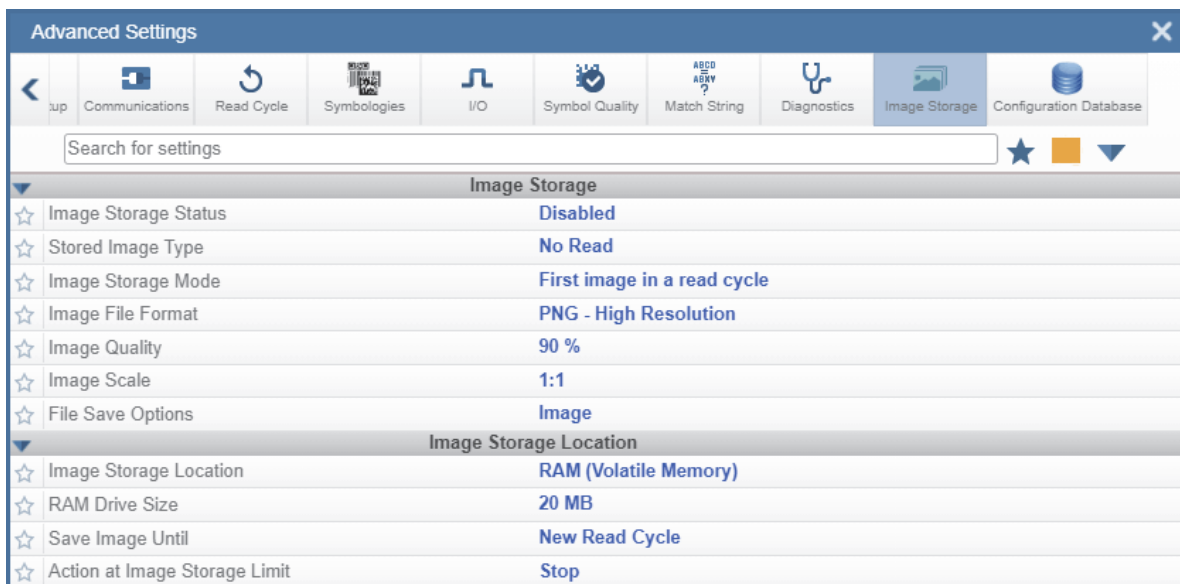 Advanced Settings
up Communications Read Cycle Symbologies I/O Symbol Quality ABCD ABXY ? Match String Diagnostics Image Storage Configuration Database
Search for settings
Image Storage
Image Storage Status Disabled
Stored Image Type No Read
Image Storage Mode First image in a read cycle
Image File Format PNG - High Resolution
Image Quality 90 %
Image Scale 1:1
File Save Options Image
Image Storage Location
Image Storage Location RAM (Volatile Memory)
RAM Drive Size 20 MB
Save Image Until New Read Cycle
Action at Image Storage Limit Stop